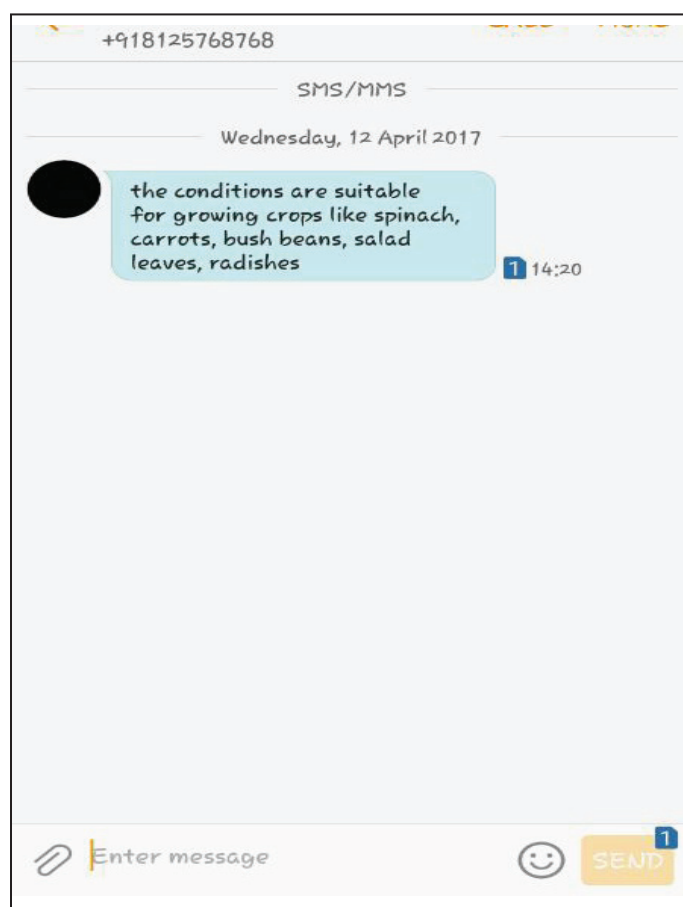 +918125768768
SMS/MMS
Wednesday, 12 April 2017
the conditions are suitable
for growing crops like spinach,
carrots, bush beans, salad
leaves, radishes
1 14:20
Enter message
1
SEND